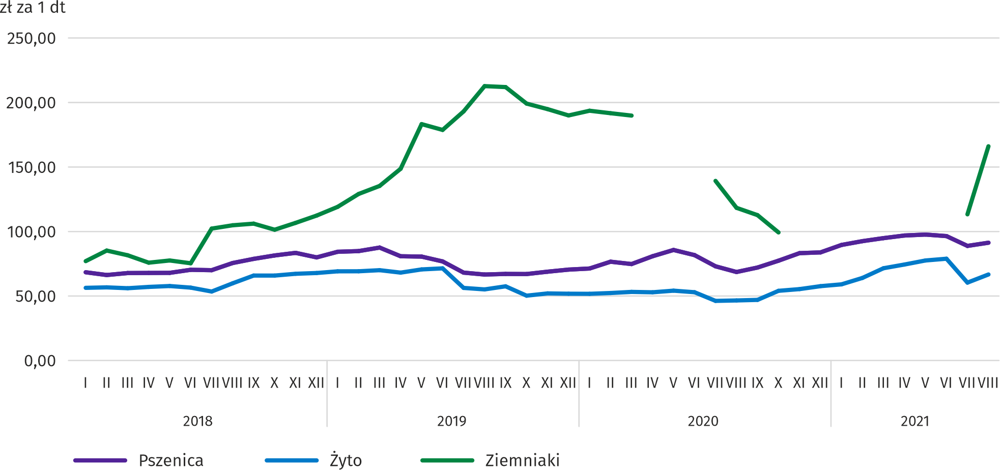 zł za 1 dt
250,00
200,00
150,00
100,00
50,00
0,00
I II III IV V VI VII VIII IX X XI XII I II III IV V VI VII VIII IX X XI XII I II III IV V VI VII VIII IX X XI XII I II III IV V VI VII VIII
2018 2019 2020 2021
Pszenica Żyto Ziemniaki